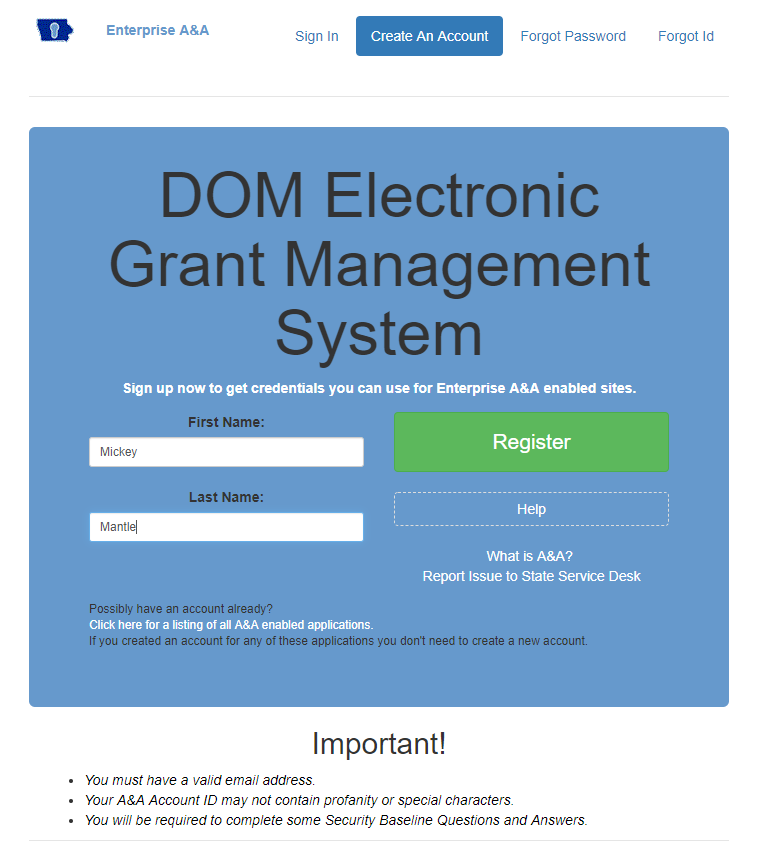 Enterprise A&A
Sign In
Create An Account
Forgot Password
Forgot Id
DOM Electronic
Grant Management
System
Sign up now to get credentials you can use for Enterprise A&A enabled sites.
First Name:
Mickey
Register
Last Name:
Mantle
Help
What is A&A?
Report Issue to State Service Desk
Possibly have an account already?
Click here for a listing of all A&A enabled applications.
If you created an account for any of these applications you don't need to create a new account.
Important!
You must have a valid email address.
Your A&A Account ID may not contain profanity or special characters.
You will be required to complete some Security Baseline Questions and Answers.